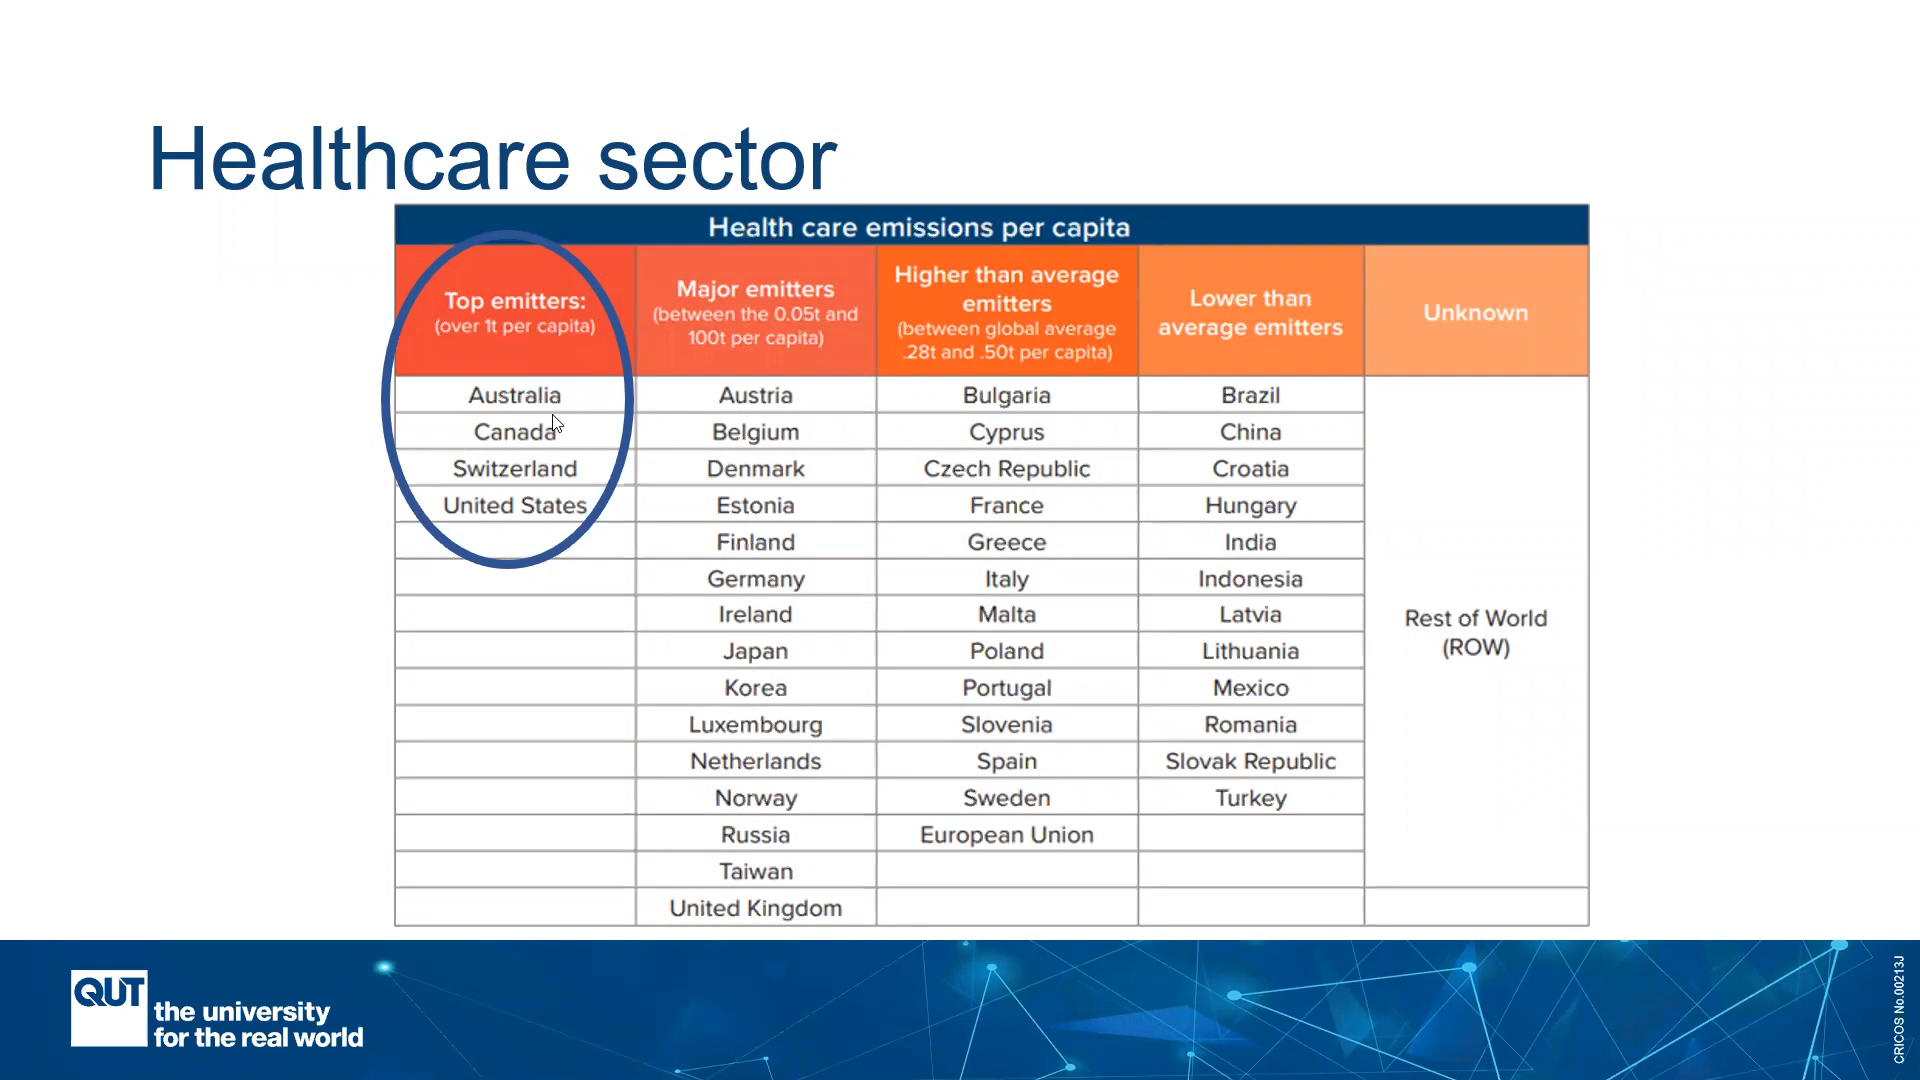 Healthcare sector
Health care emissions per capita
Top emitters:
(over 1t per capita)
Major emitters
(between the 0.05t and
100t per capita)
Higher than average
emitters
(between global average
.28t and .50t per capita)
Lower than
average emitters
Unknown
Australia Austria Bulgaria Brazil
Canada Belgium Cyprus China
Switzerland Denmark Czech Republic Croatia
United States Estonia France Hungary
Finland Greece India
Germany Italy Indonesia
Ireland Malta Latvia
Japan Poland Lithuania
Korea Portugal Mexico
Luxembourg Slovenia Romania
Netherlands Spain Slovak Republic
Norway Sweden Turkey
Russia European Union
Taiwan
United Kingdom
Rest of World
(ROW)
QUT
the university
for the real world
CRICOS No.00213J